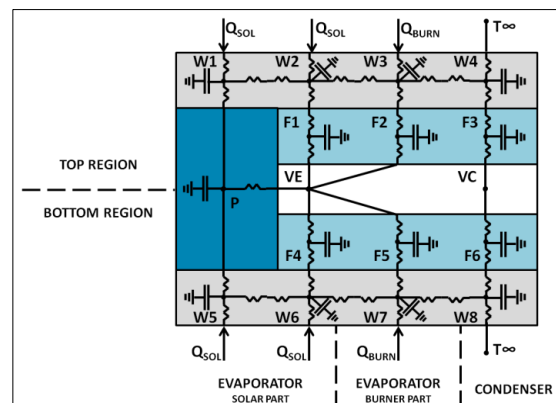 QSOL QSOL QBURN T∞
W1 W2 W3 W4
F1 F2 F3
TOP REGION
VE VC
P
BOTTOM REGION
F4 F5 F6
W5 W6 W7 W8
QSOL QSOL QBURN T∞
EVAPORATOR EVAPORATOR CONDENSER
SOLAR PART BURNER PART